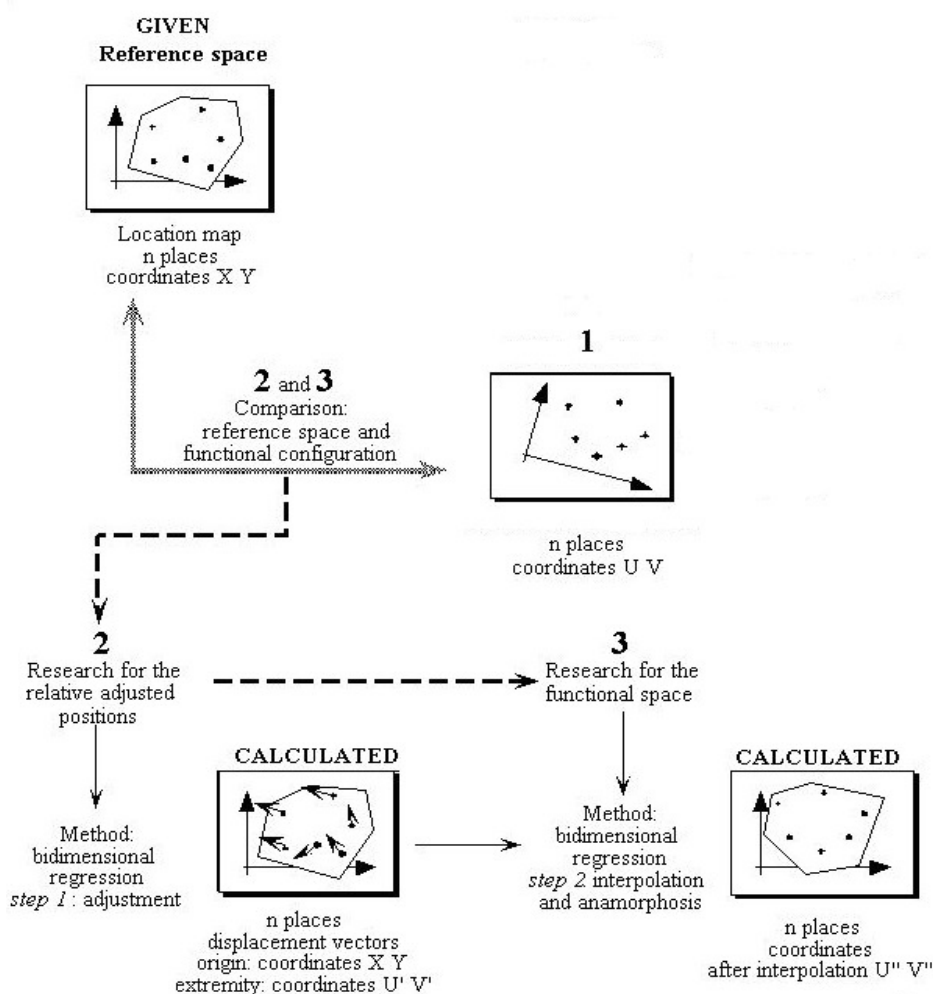 GIVEN
Reference space
Location map
n places
coordinates X Y
1
2 and 3
Comparison:
reference space and
functional configuration
n places
coordinates U V
2
Research for the
relative adjusted
positions
3
Research for the
functional space
CALCULATED
CALCULATED
Method:
bidimensional
regression
step 1 : adjustment
Method:
bidimensional
regression
step 2 interpolation
and anamorphosis
n places
displacement vectors
origin: coordinates X Y
extremity: coordinates U' V'
n places
coordinates
after interpolation U" V"